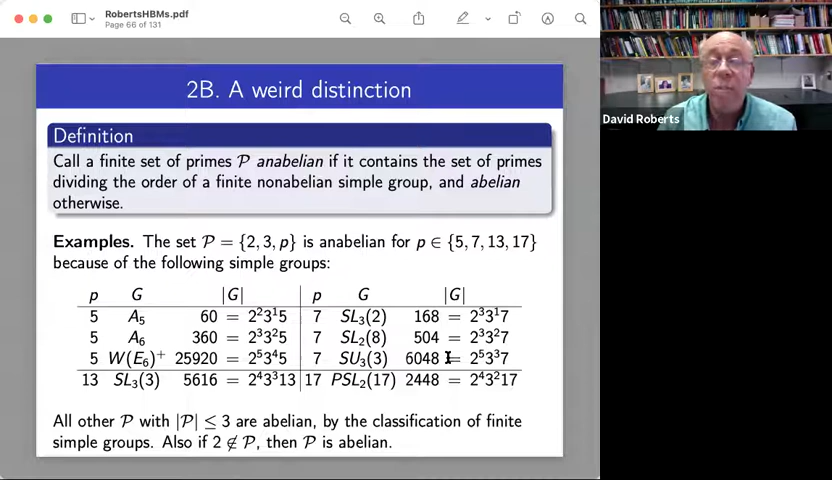 RobertsHBMs.pdf
Page 66 of 131
2B. A weird distinction
Definition
Call a finite set of primes 𝒫 anabelian if it contains the set of primes
dividing the order of a finite nonabelian simple group, and abelian
otherwise.
Examples. The set 𝒫 = {2, 3, p} is anabelian for p ∈ {5, 7, 13, 17}
because of the following simple groups:
p G |G| p G |G|
5 A₅ 60 = 2²3¹5 7 SL₃(2) 168 = 2³3¹7
5 A₆ 360 = 2³3²5 7 SL₂(8) 504 = 2³3²7
5 W(E₆)⁺ 25920 = 2⁵3⁴5 7 SU₃(3) 6048 = 2⁵3³7
13 SL₃(3) 5616 = 2⁴3³13 17 PSL₂(17) 2448 = 2⁴3²17
All other 𝒫 with |𝒫| ≤ 3 are abelian, by the classification of finite
simple groups. Also if 2 ∉ 𝒫, then 𝒫 is abelian.
David Roberts